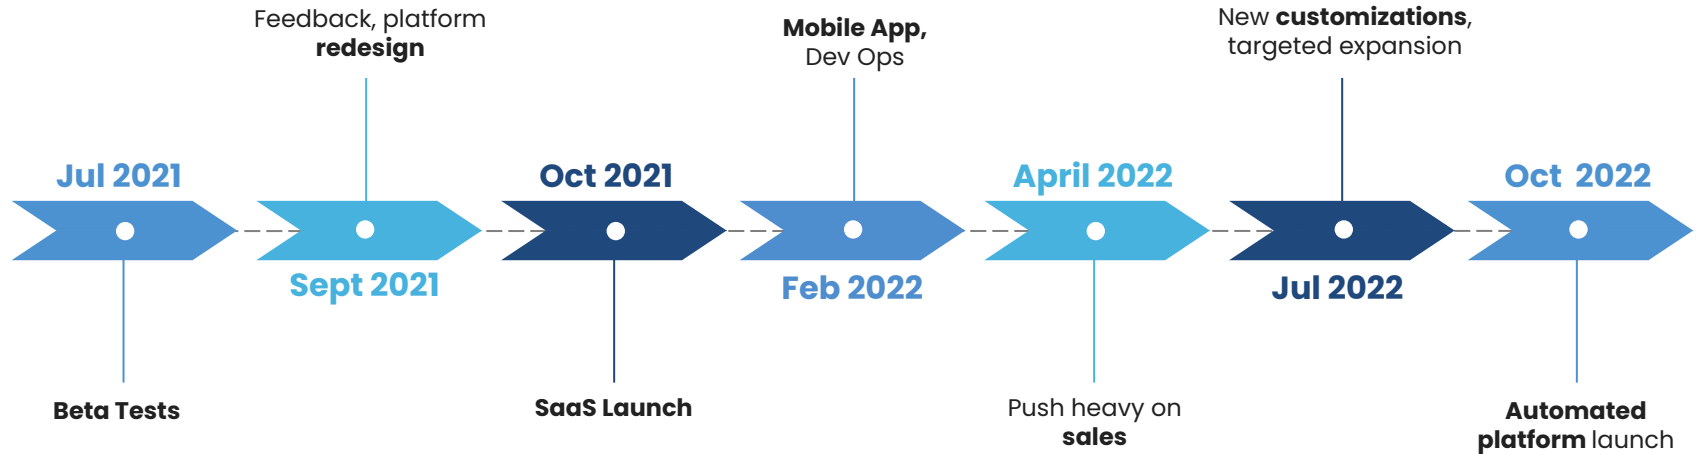 Feedback, platform
redesign
Mobile App,
Dev Ops
New customizations,
targeted expansion
Jul 2021
Oct 2021
April 2022
Oct 2022
Sept 2021
Feb 2022
Jul 2022
Beta Tests
SaaS Launch
Push heavy on
sales
Automated
platform launch